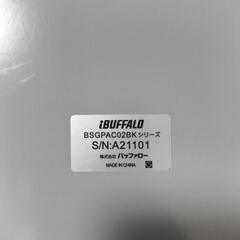 iBUFFALO
BSGPAC02BKシリーズ
S/N:A21101
株式会社 バッファロー
MADE IN CHINA
G